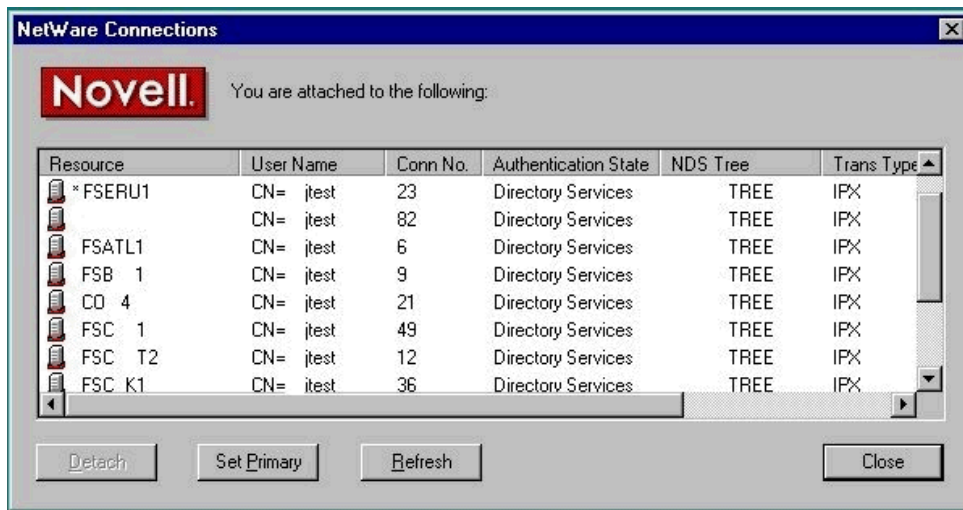 NetWare Connections
Novell.
You are attached to the following:
Resource User Name Conn No. Authentication State NDS Tree Trans Type
* FSERU1 CN= jtest 23 Directory Services TREE IPX
CN= jtest 82 Directory Services TREE IPX
FSATL1 CN= jtest 6 Directory Services TREE IPX
FSB 1 CN= jtest 9 Directory Services TREE IPX
CO 4 CN= jtest 21 Directory Services TREE IPX
FSC 1 CN= jtest 49 Directory Services TREE IPX
FSC T2 CN= jtest 12 Directory Services TREE IPX
FSC K1 CN= jtest 36 Directory Services TREE IPX
Detach Set Primary Refresh Close